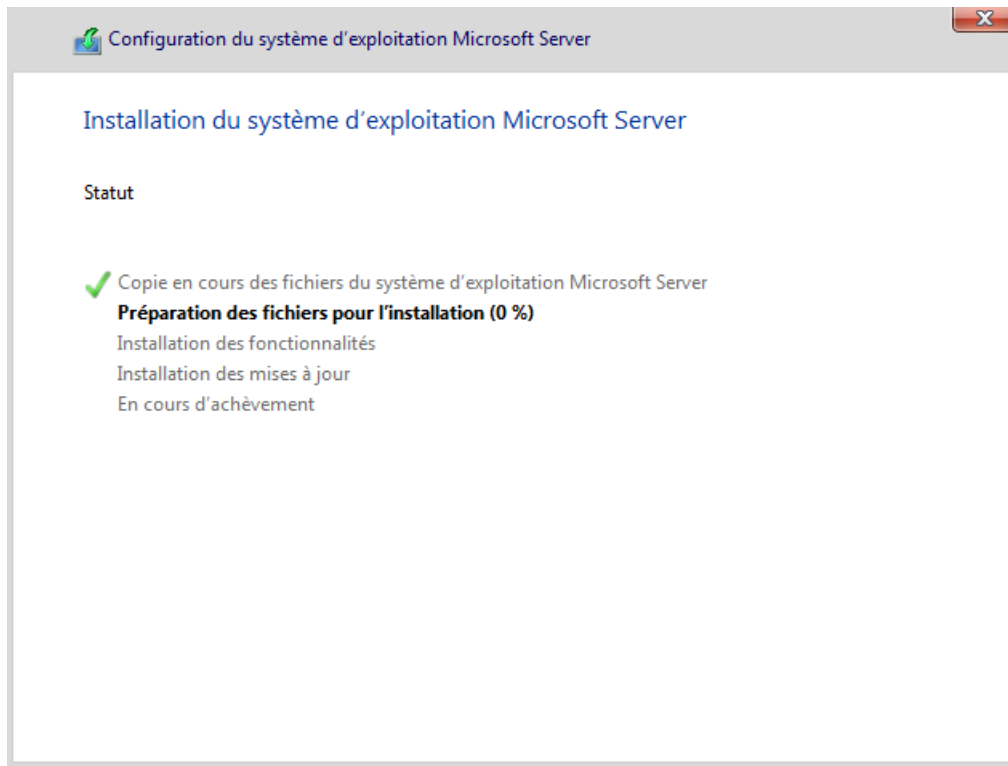 Configuration du système d'exploitation Microsoft Server
Installation du système d'exploitation Microsoft Server
Statut
Copie en cours des fichiers du système d'exploitation Microsoft Server
Préparation des fichiers pour l'installation (0 %)
Installation des fonctionnalités
Installation des mises à jour
En cours d'achèvement